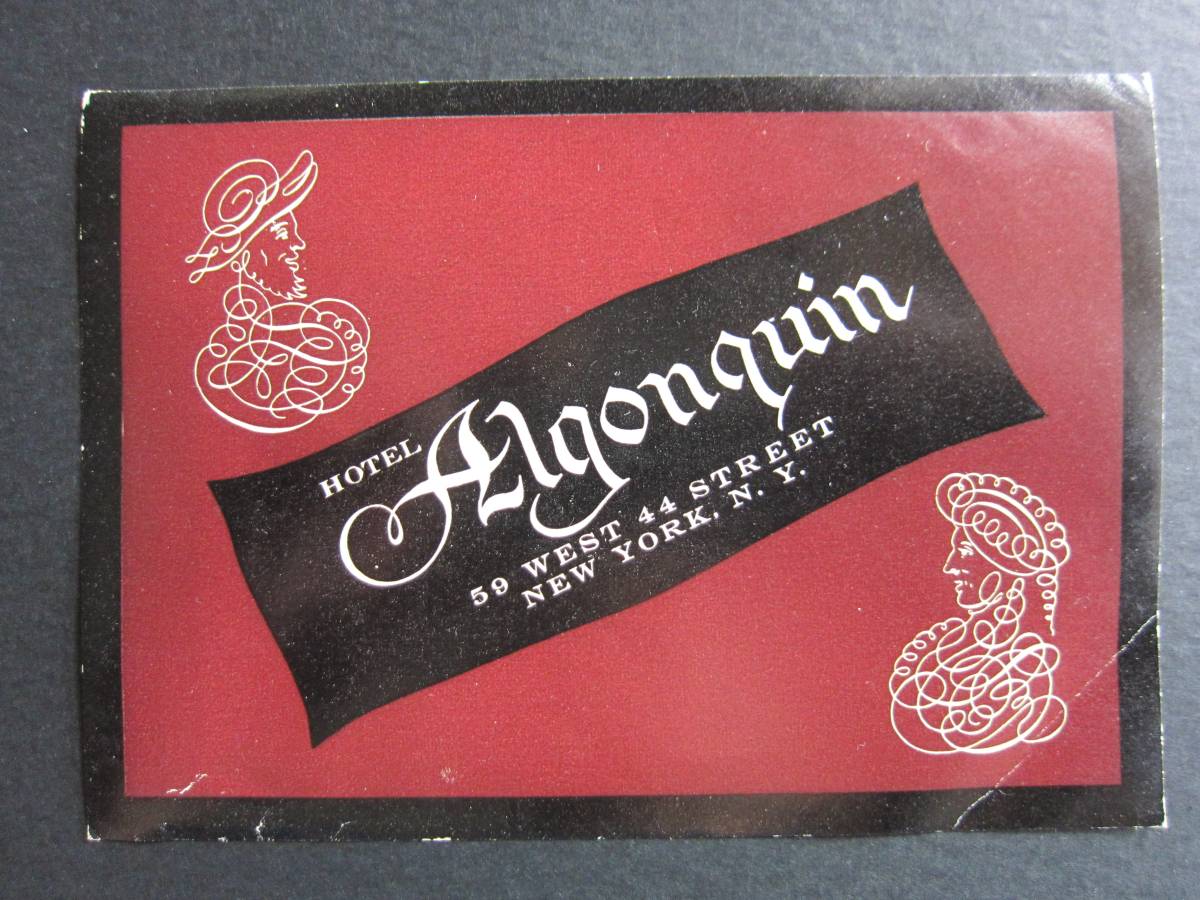 HOTEL
Algonquin
59 WEST 44 STREET
NEW YORK, N. Y.